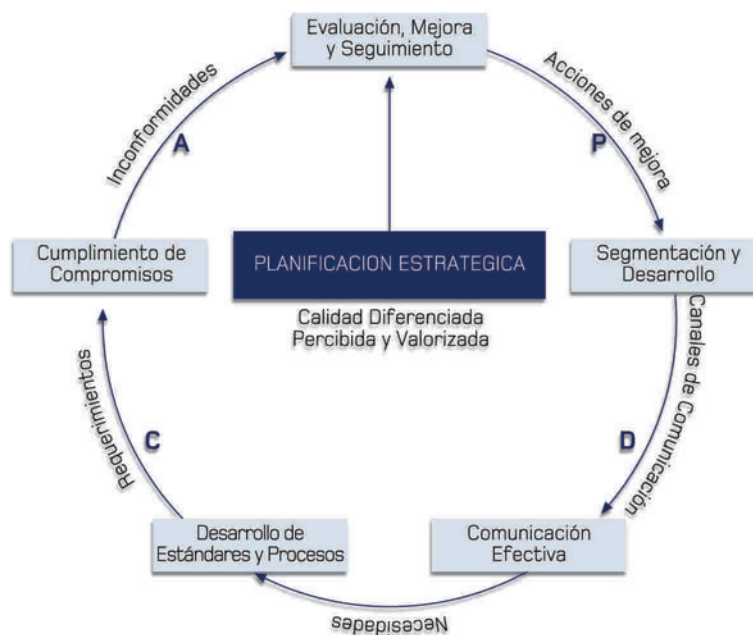 Evaluación, Mejora
y Seguimiento
Acciones de mejora
P
Segmentación y
Desarrollo
Canales de Comunicación
D
Comunicación
Efectiva
Necesidades
Desarrollo de
Estándares y Procesos
Requerimientos
C
Cumplimiento de
Compromisos
Inconformidades
A
PLANIFICACION ESTRATEGICA
Calidad Diferenciada
Percibida y Valorizada